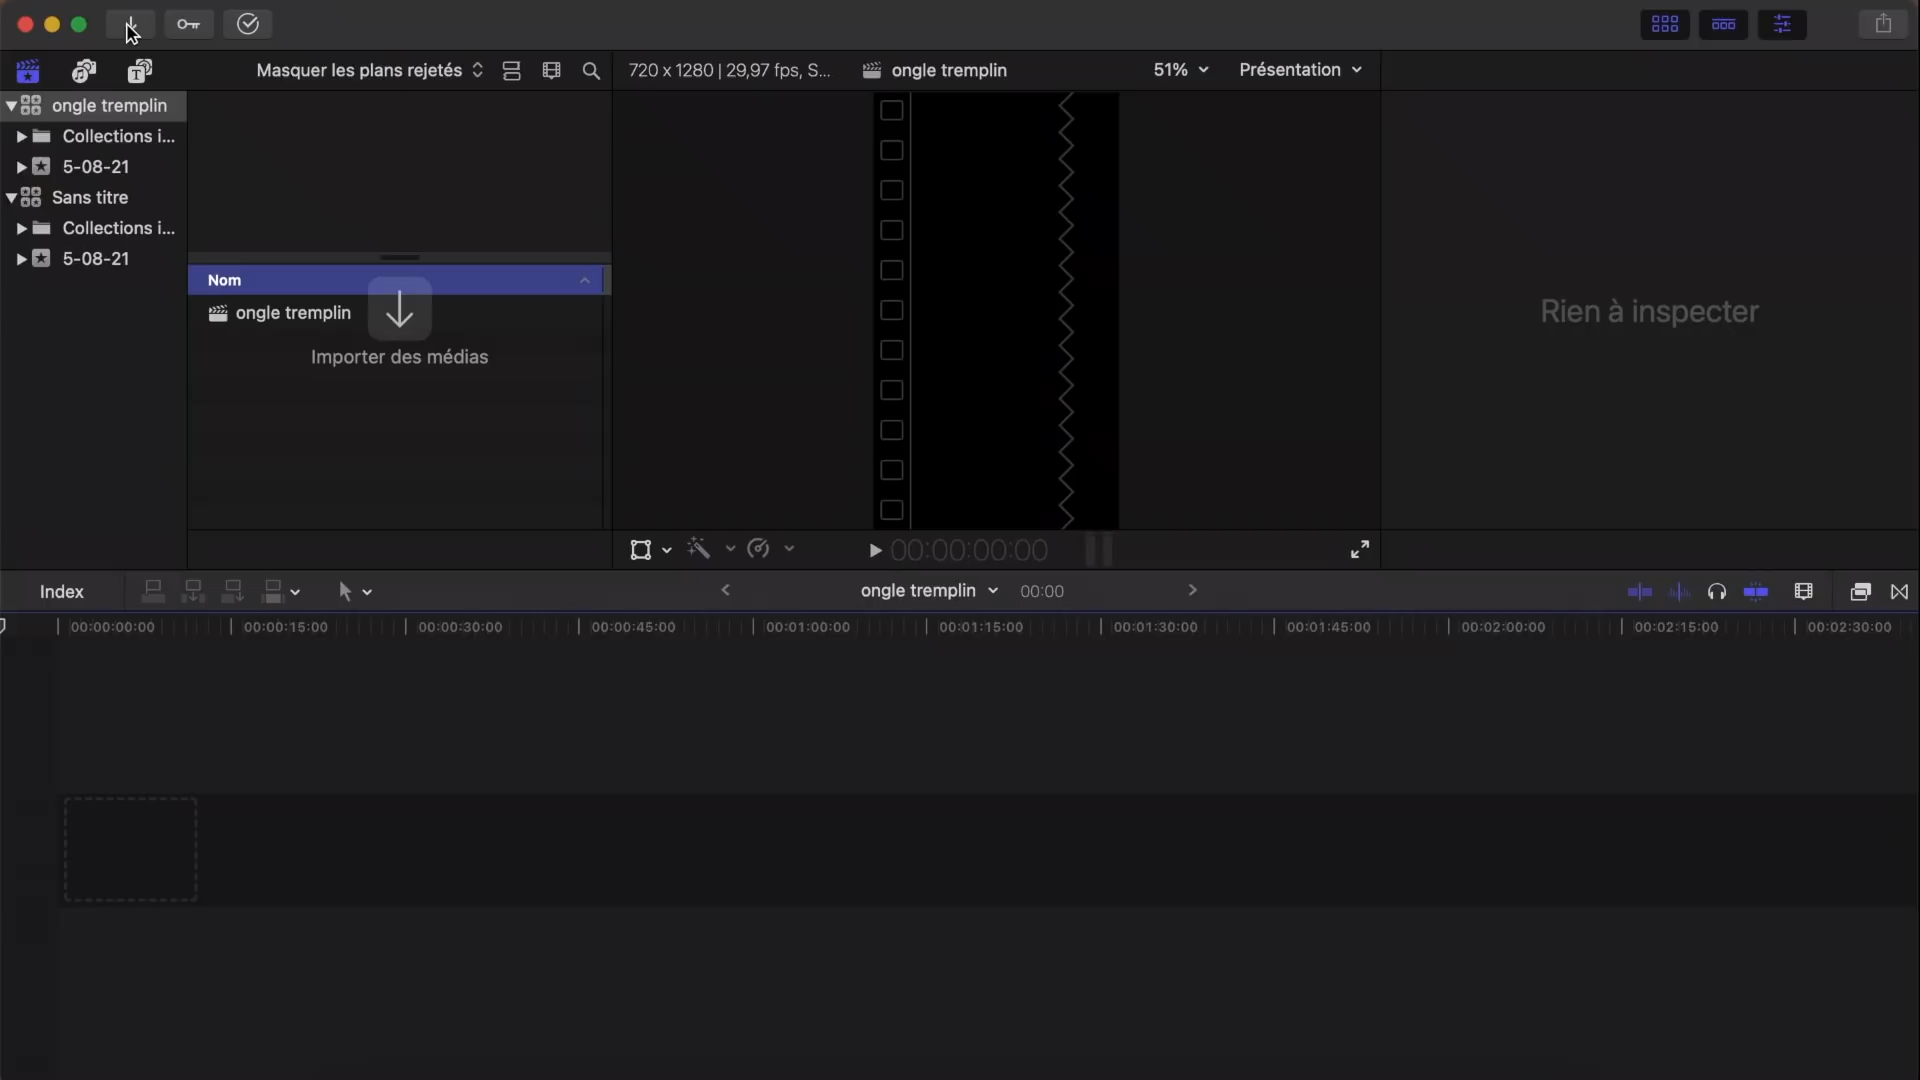 Masquer les plans rejetés
720 x 1280 | 29,97 fps, S...
ongle tremplin
51%
Présentation
ongle tremplin
Collections i...
5-08-21
Sans titre
Collections i...
5-08-21
Nom
ongle tremplin
Importer des médias
Rien à inspecter
00:00:00:00
Index
ongle tremplin
00:00
00:00:00:00
00:00:15:00
00:00:30:00
00:00:45:00
00:01:00:00
00:01:15:00
00:01:30:00
00:01:45:00
00:02:00:00
00:02:15:00
00:02:30:00